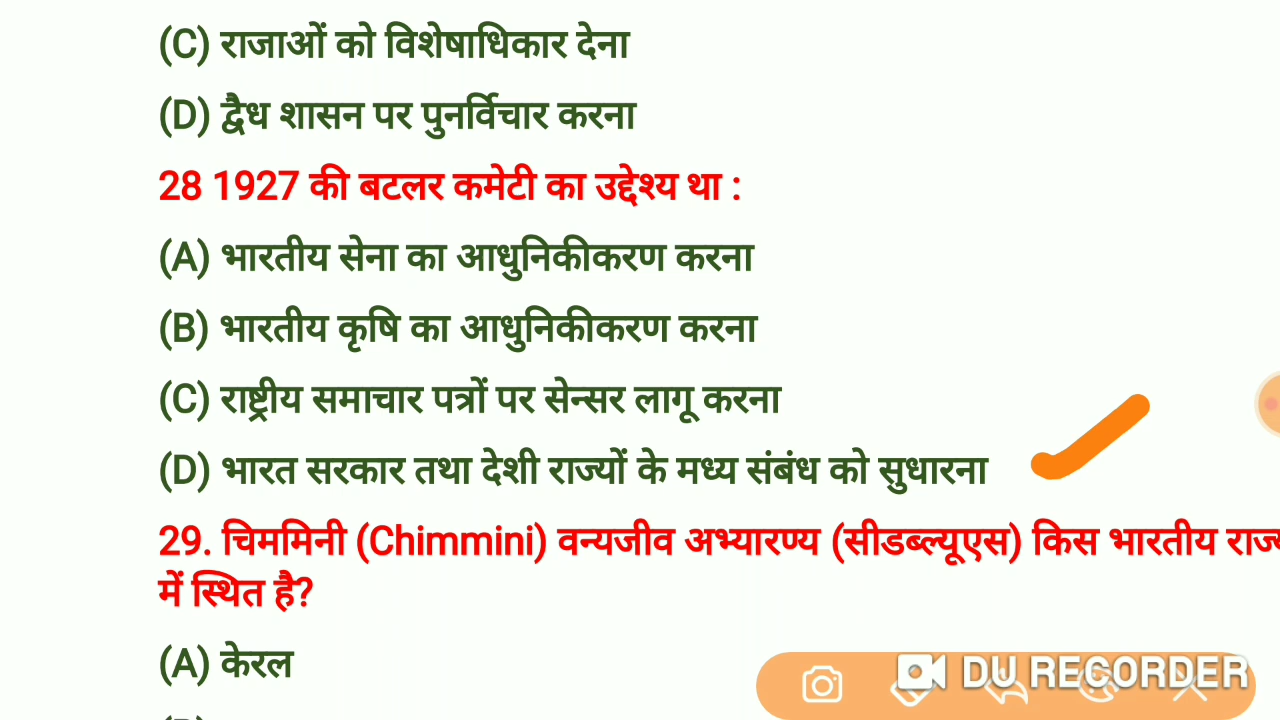 (C) राजाओं को विशेषाधिकार देना
(D) द्वैध शासन पर पुनर्विचार करना
28 1927 की बटलर कमेटी का उद्देश्य था :
(A) भारतीय सेना का आधुनिकीकरण करना
(B) भारतीय कृषि का आधुनिकीकरण करना
(C) राष्ट्रीय समाचार पत्रों पर सेन्सर लागू करना
(D) भारत सरकार तथा देशी राज्यों के मध्य संबंध को सुधारना
29. चिममिनी (Chimmini) वन्यजीव अभ्यारण्य (सीडब्ल्यूएस) किस भारतीय
में स्थित है?
(A) केरल
DU RECORDER